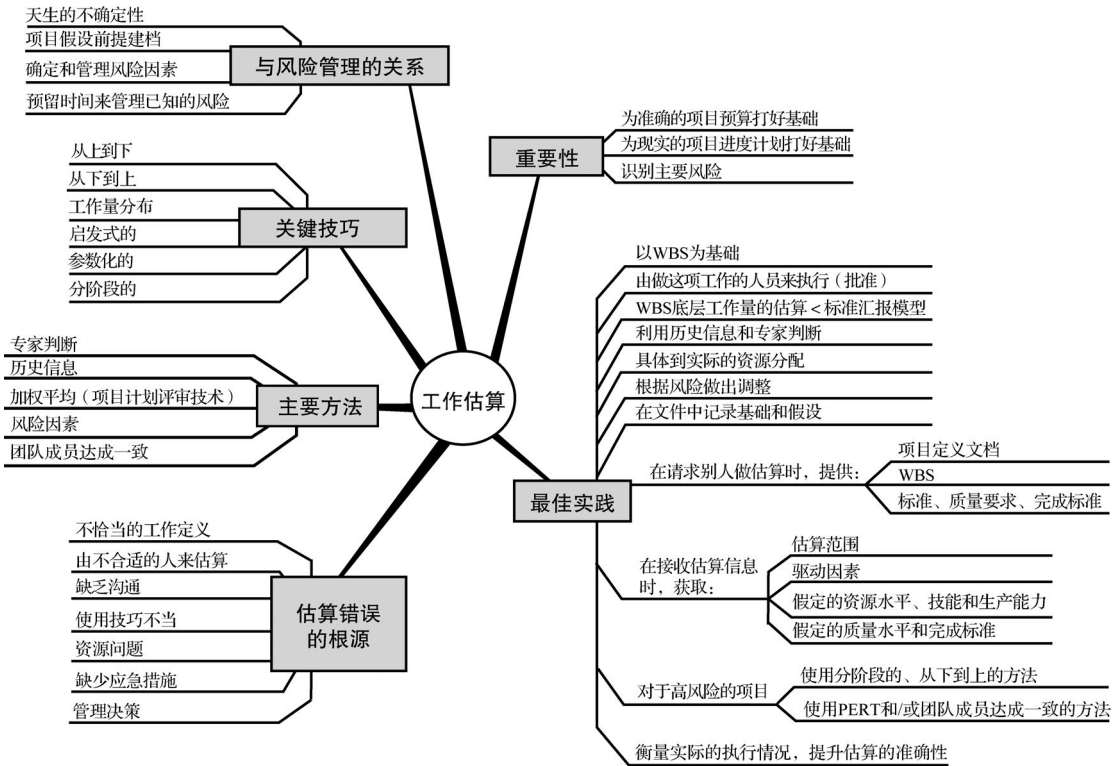 天生的不确定性
项目假设前提建档
确定和管理风险因素
预留时间来管理已知的风险
与风险管理的关系
从上到下
从下到上
工作量分布
启发式的
参数化的
分阶段的
关键技巧
专家判断
历史信息
加权平均（项目计划评审技术）
风险因素
团队成员达成一致
主要方法
不恰当的工作定义
由不合适的人来估算
缺乏沟通
使用技巧不当
资源问题
缺少应急措施
管理决策
估算错误
的根源
工作估算
重要性
为准确的项目预算打好基础
为现实的项目进度计划打好基础
识别主要风险
最佳实践
以WBS为基础
由做这项工作的人员来执行（批准）
WBS底层工作量的估算＜标准汇报模型
利用历史信息和专家判断
具体到实际的资源分配
根据风险做出调整
在文件中记录基础和假设
在请求别人做估算时，提供：
项目定义文档
WBS
标准、质量要求、完成标准
在接收估算信息
时，获取：
估算范围
驱动因素
假定的资源水平、技能和生产能力
假定的质量水平和完成标准
对于高风险的项目
使用分阶段的、从下到上的方法
使用PERT和/或团队成员达成一致的方法
衡量实际的执行情况，提升估算的准确性